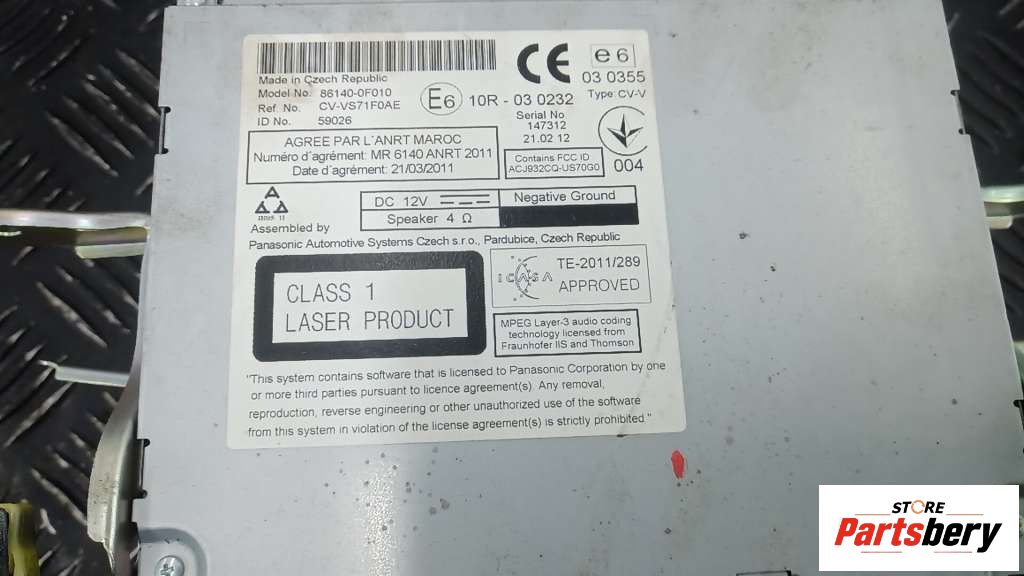 Made in Czech Republic
Model No. 86140-0F010
Ref. No. CV-VS71F0AE
ID No. 59026
CE
e6
03 0355
Type: CV-V
E6 10R - 03 0232
Serial No.
147312
21.02 12
004
AGREE PAR L'ANRT MAROC
Numéro d'agrément: MR 6140 ANRT 2011
Date d'agrément: 21/03/2011
Contains FCC ID
ACJ932CQ-US70G0
DC 12V Negative Ground
Speaker 4 Ω
Assembled by
Panasonic Automotive Systems Czech s.r.o., Pardubice, Czech Republic
CLASS 1
LASER PRODUCT
ICASA
TE-2011/289
APPROVED
MPEG Layer-3 audio coding
technology licensed from
Fraunhofer IIS and Thomson
"This system contains software that is licensed to Panasonic Corporation by one
or more third parties pursuant to licence agreement(s). Any removal,
reproduction, reverse engineering or other unauthorized use of the software
from this system in violation of the license agreement(s) is strictly prohibited."
STORE
Partsbery